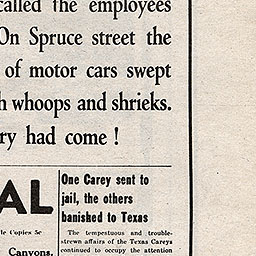 called the employees
On Spruce street the
of motor cars swept
h whoops and shrieks.
ry had come !
AL
le Copies 5c
Canyons,
One Carey sent to
jail, the others
banished to Texas
The tempestuous and trouble-
strewn affairs of the Texas Careys
continued to occupy the attention